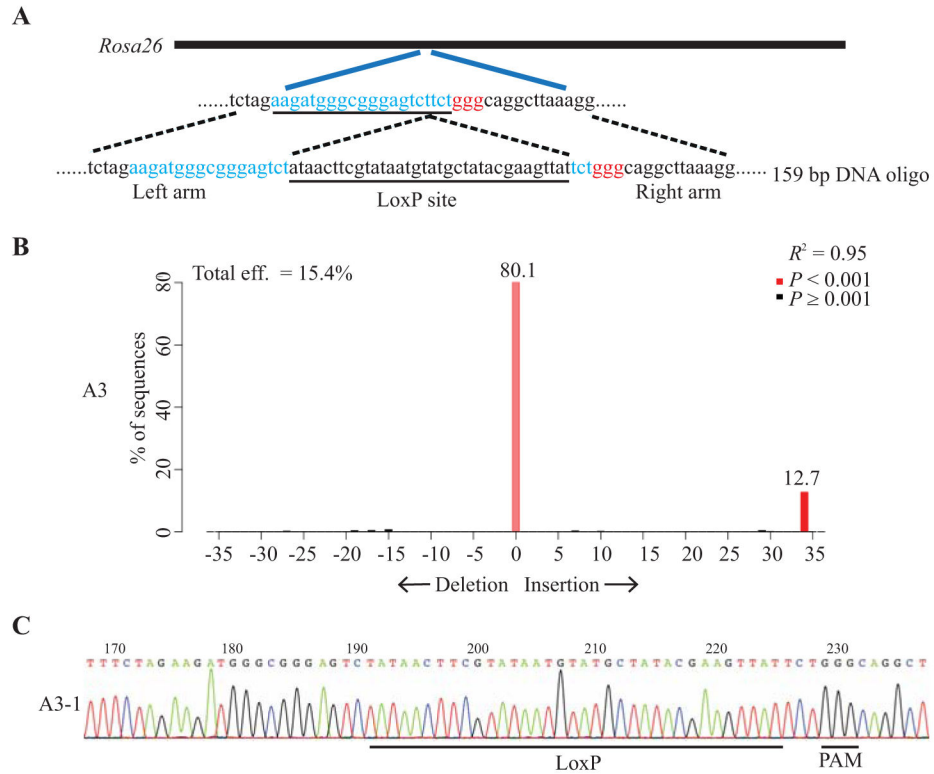 A
Rosa26
......tctagaagatgggcgggagtcttctgggcaggcttaaagg......
......tctagaagatgggcgggagtctataacttcgtataatgtatgctatacgaagttattctgggcaggcttaaagg...... 159 bp DNA oligo
Left arm LoxP site Right arm
B
Total eff. = 15.4%
R² = 0.95
P < 0.001
P ≥ 0.001
80.1
12.7
A3
% of sequences
80
60
40
20
0
-35 -30 -25 -20 -15 -10 -5 0 5 10 15 20 25 30 35
← Deletion Insertion →
C
170 180 190 200 210 220 230
TTTCTAGAAGATGGGCGGGAGTCTATAACTTCGTATAATGTATGCTATACGAAGTTATTCTGGGCAGGCT
A3-1
LoxP PAM